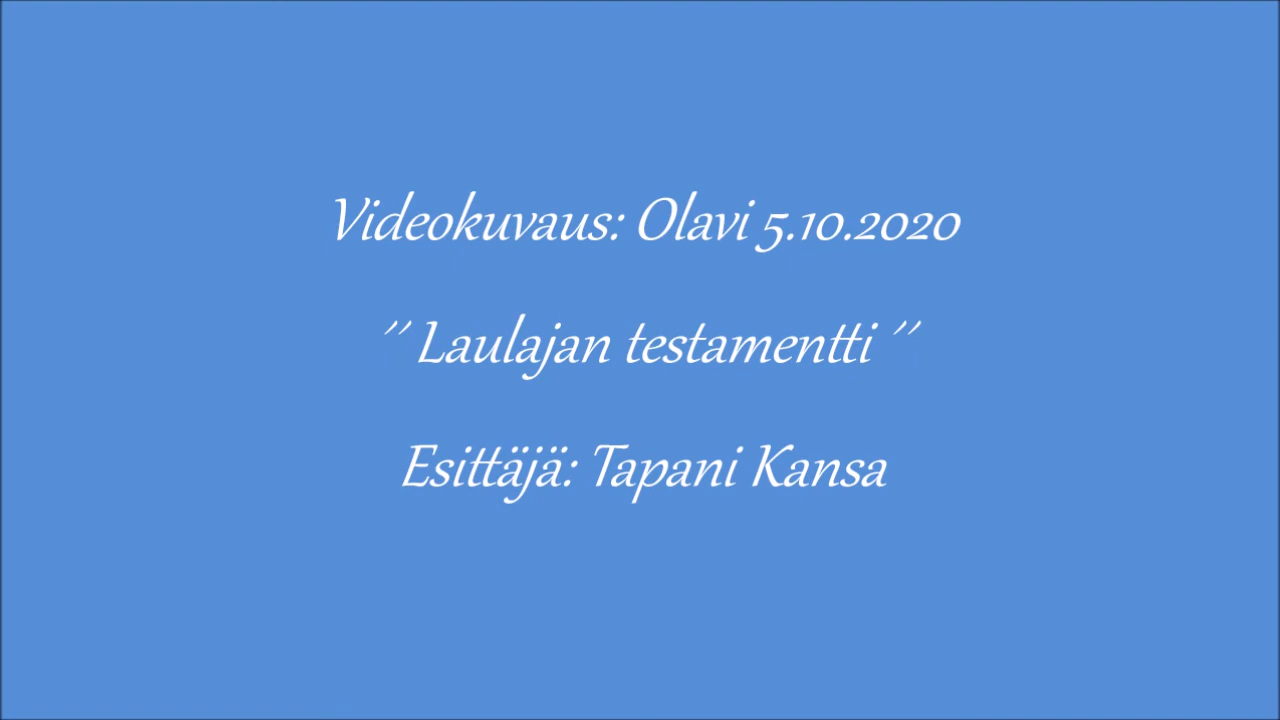 Videokuvaus: Olavi 5.10.2020
'' Laulajan testamentti ''
Esittäjä: Tapani Kansa